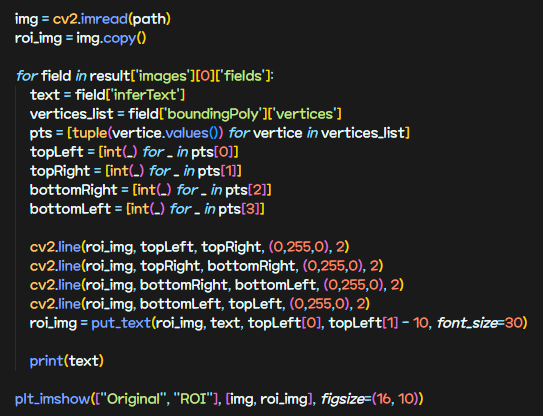 img = cv2.imread(path)
roi_img = img.copy()
for field in result['images'][0]['fields']:
text = field['inferText']
vertices_list = field['boundingPoly']['vertices']
pts = [tuple(vertice.values()) for vertice in vertices_list]
topLeft = [int(_) for _ in pts[0]]
topRight = [int(_) for _ in pts[1]]
bottomRight = [int(_) for _ in pts[2]]
bottomLeft = [int(_) for _ in pts[3]]
cv2.line(roi_img, topLeft, topRight, (0,255,0), 2)
cv2.line(roi_img, topRight, bottomRight, (0,255,0), 2)
cv2.line(roi_img, bottomRight, bottomLeft, (0,255,0), 2)
cv2.line(roi_img, bottomLeft, topLeft, (0,255,0), 2)
roi_img = put_text(roi_img, text, topLeft[0], topLeft[1] - 10, font_size=30)
print(text)
plt_imshow(["Original", "ROI"], [img, roi_img], figsize=(16, 10))